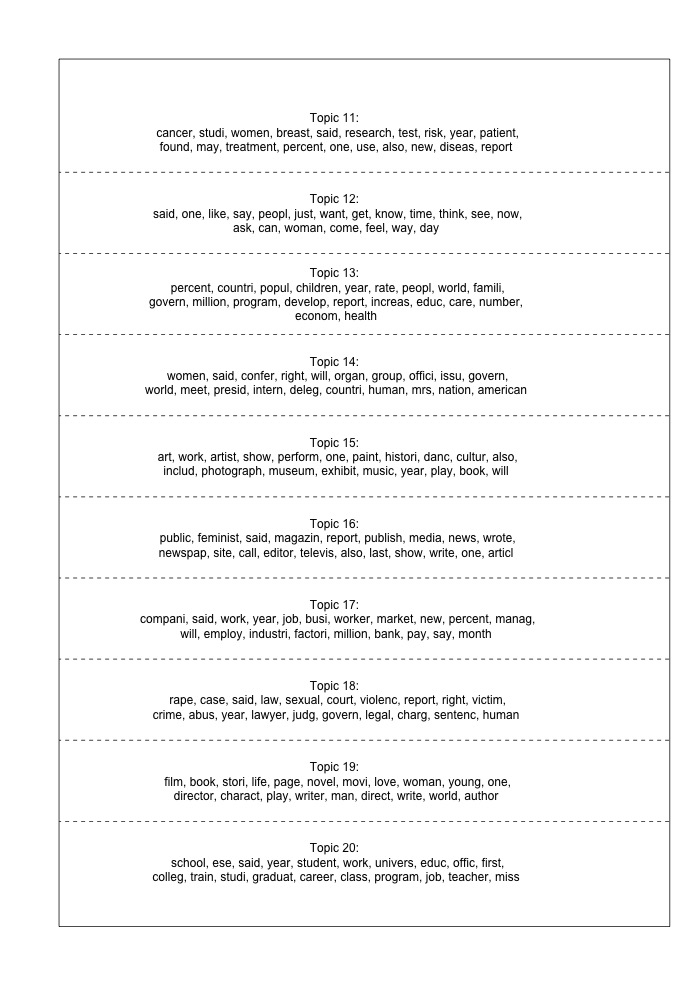 Topic 11:
cancer, studi, women, breast, said, research, test, risk, year, patient,
found, may, treatment, percent, one, use, also, new, diseas, report
Topic 12:
said, one, like, say, peopl, just, want, get, know, time, think, see, now,
ask, can, woman, come, feel, way, day
Topic 13:
percent, countri, popul, children, year, rate, peopl, world, famili,
govern, million, program, develop, report, increas, educ, care, number,
econom, health
Topic 14:
women, said, confer, right, will, organ, group, offici, issu, govern,
world, meet, presid, intern, deleg, countri, human, mrs, nation, american
Topic 15:
art, work, artist, show, perform, one, paint, histori, danc, cultur, also,
includ, photograph, museum, exhibit, music, year, play, book, will
Topic 16:
public, feminist, said, magazin, report, publish, media, news, wrote,
newspap, site, call, editor, televis, also, last, show, write, one, articl
Topic 17:
compani, said, work, year, job, busi, worker, market, new, percent, manag,
will, employ, industri, factori, million, bank, pay, say, month
Topic 18:
rape, case, said, law, sexual, court, violenc, report, right, victim,
crime, abus, year, lawyer, judg, govern, legal, charg, sentenc, human
Topic 19:
film, book, stori, life, page, novel, movi, love, woman, young, one,
director, charact, play, writer, man, direct, write, world, author
Topic 20:
school, ese, said, year, student, work, univers, educ, offic, first,
colleg, train, studi, graduat, career, class, program, job, teacher, miss